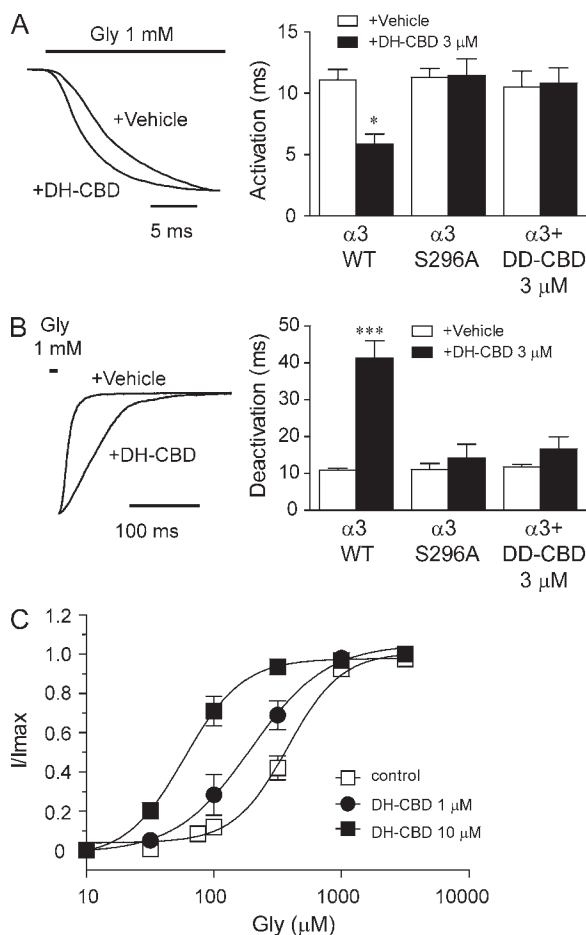 A
Gly 1 mM
+Vehicle
+DH-CBD
5 ms
Activation (ms)
15
10
5
0
+Vehicle
+DH-CBD 3 μM
*
α3
WT
α3
S296A
α3+
DD-CBD
3 μM
B
Gly
1 mM
+Vehicle
+DH-CBD
100 ms
Deactivation (ms)
50
40
30
20
10
0
***
+Vehicle
+DH-CBD 3 μM
α3
WT
α3
S296A
α3+
DD-CBD
3 μM
C
I/Imax
1.2
1.0
0.8
0.6
0.4
0.2
0
control
DH-CBD 1 μM
DH-CBD 10 μM
10
100
1000
10000
Gly (μM)